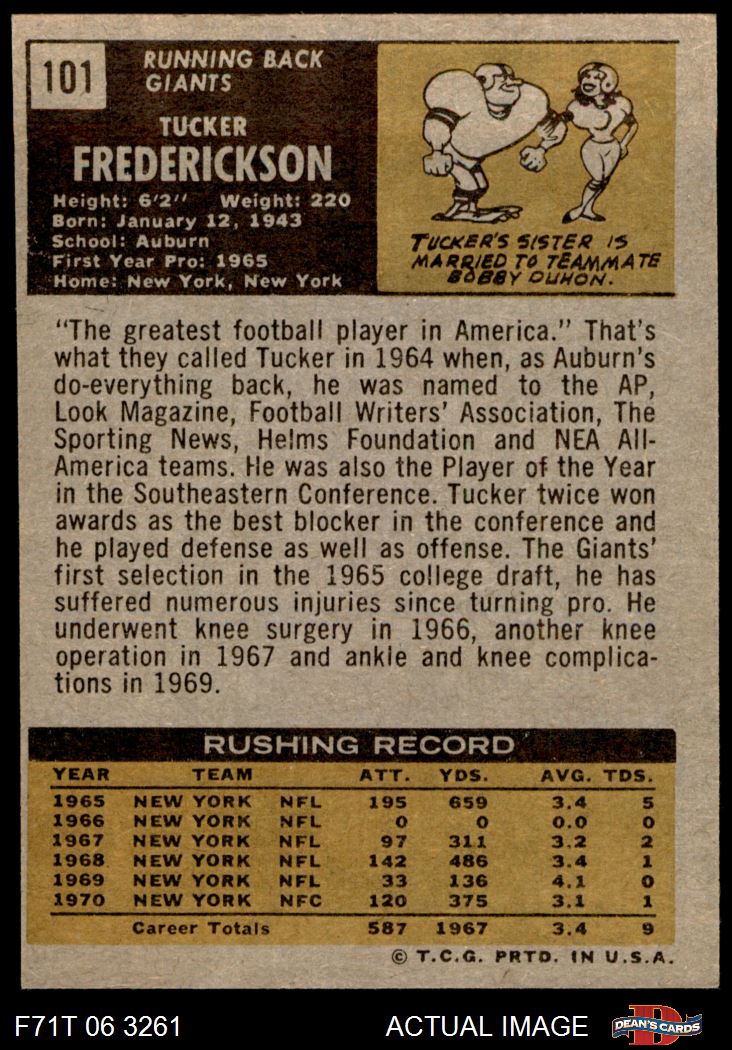 101
RUNNING BACK
GIANTS
TUCKER
FREDERICKSON
Height: 6'2" Weight: 220
Born: January 12, 1943
School: Auburn
First Year Pro: 1965
Home: New York, New York
TUCKER'S SISTER IS
MARRIED TO TEAMMATE
BOBBY DUHON.
"The greatest football player in America." That's
what they called Tucker in 1964 when, as Auburn's
do-everything back, he was named to the AP,
Look Magazine, Football Writers' Association, The
Sporting News, Helms Foundation and NEA All-
America teams. He was also the Player of the Year
in the Southeastern Conference. Tucker twice won
awards as the best blocker in the conference and
he played defense as well as offense. The Giants'
first selection in the 1965 college draft, he has
suffered numerous injuries since turning pro. He
underwent knee surgery in 1966, another knee
operation in 1967 and ankle and knee complica-
tions in 1969.
RUSHING RECORD
YEAR TEAM ATT. YDS. AVG. TDS.
1965 NEW YORK NFL 195 659 3.4 5
1966 NEW YORK NFL 0 0 0.0 0
1967 NEW YORK NFL 97 311 3.2 2
1968 NEW YORK NFL 142 486 3.4 1
1969 NEW YORK NFL 33 136 4.1 0
1970 NEW YORK NFC 120 375 3.1 1
Career Totals 587 1967 3.4 9
© T.C.G. PRTD. IN U.S.A.
F71T 06 3261 ACTUAL IMAGE D DEAN'S CARDS